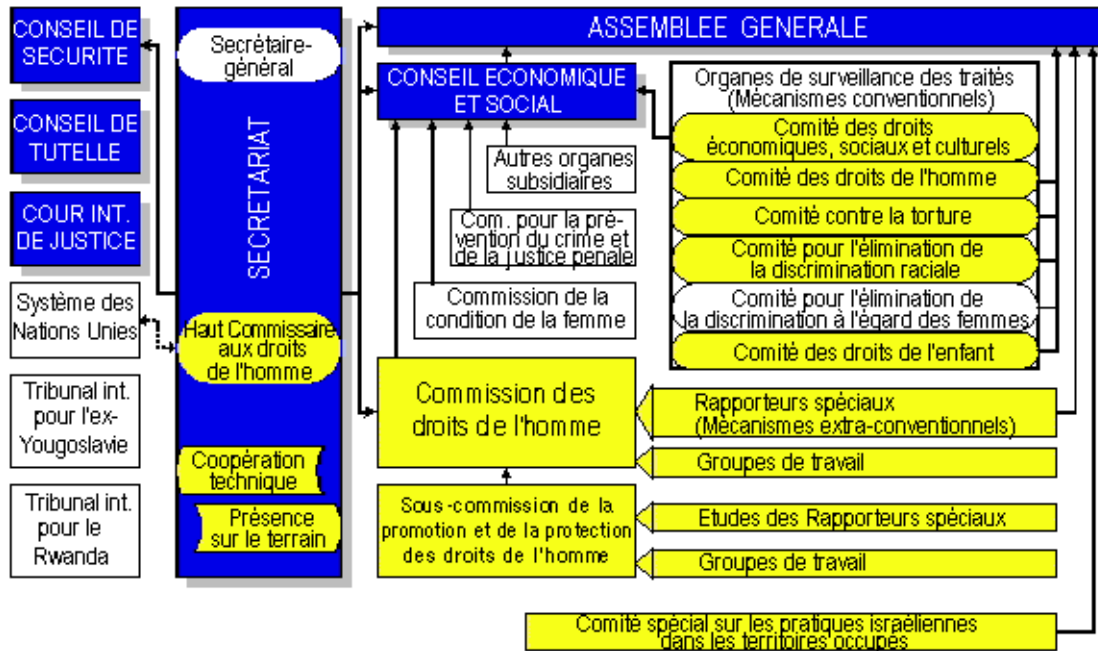 CONSEIL DE
SECURITE
CONSEIL DE
TUTELLE
COUR INT.
DE JUSTICE
Système des
Nations Unies
Tribunal int.
pour l'ex-
Yougoslavie
Tribunal int.
pour le
Rwanda
Secrétaire-
général
SECRETARIAT
Haut Commissaire
aux droits
de l'homme
Coopération
technique
Présence
sur le terrain
ASSEMBLEE GENERALE
CONSEIL ECONOMIQUE
ET SOCIAL
Autres organes
subsidiaires
Com. pour la pré-
vention du crime et
de la justice penale
Commission de la
condition de la femme
Commission des
droits de l'homme
Sous-commission de la
promotion et de la protection
des droits de l'homme
Organes de surveillance des traités
(Mécanismes conventionnels)
Comité des droits
économiques, sociaux et culturels
Comité des droits de l'homme
Comité contre la torture
Comité pour l'élimination de
la discrimination raciale
Comité pour l'élimination de
la discrimination à l'égard des femmes
Comité des droits de l'enfant
Rapporteurs spéciaux
(Mécanismes extra-conventionnels)
Groupes de travail
Etudes des Rapporteurs spéciaux
Groupes de travail
Comité spécial sur les pratiques israéliennes
dans les territoires occupés